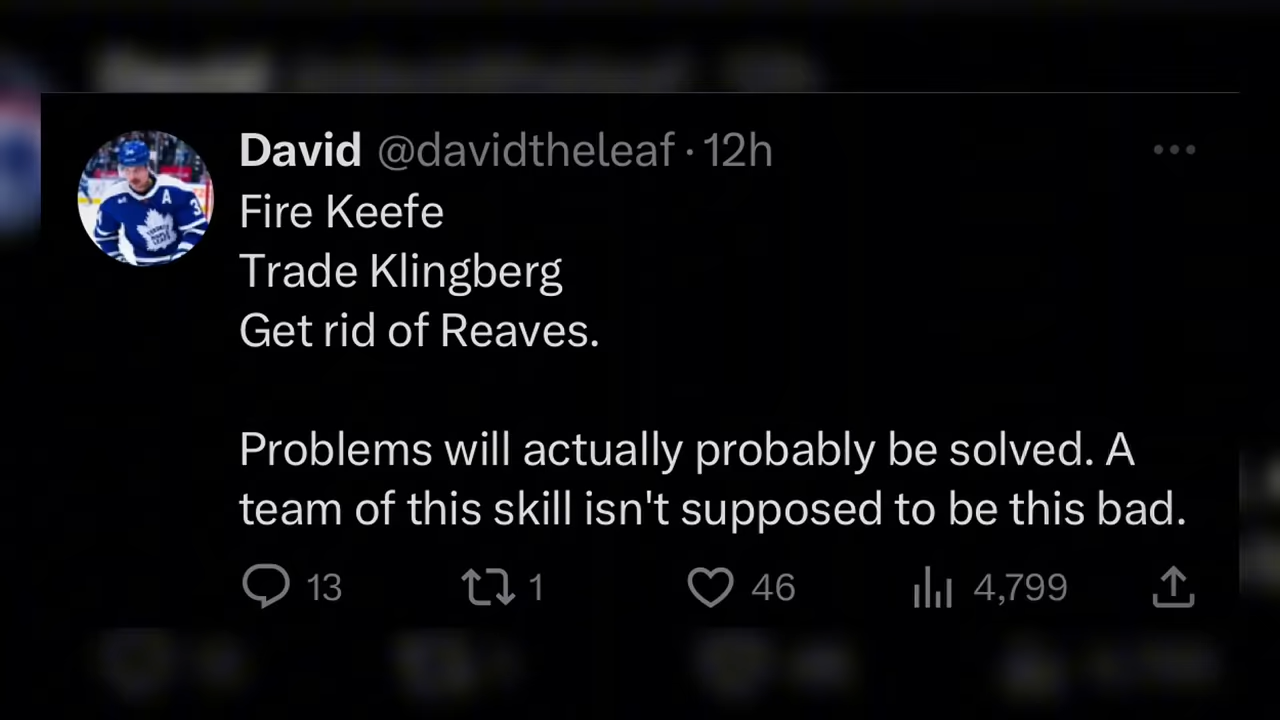 David @davidtheleaf · 12h
Fire Keefe
Trade Klingberg
Get rid of Reaves.
Problems will actually probably be solved. A
team of this skill isn't supposed to be this bad.
13 1 46 4,799